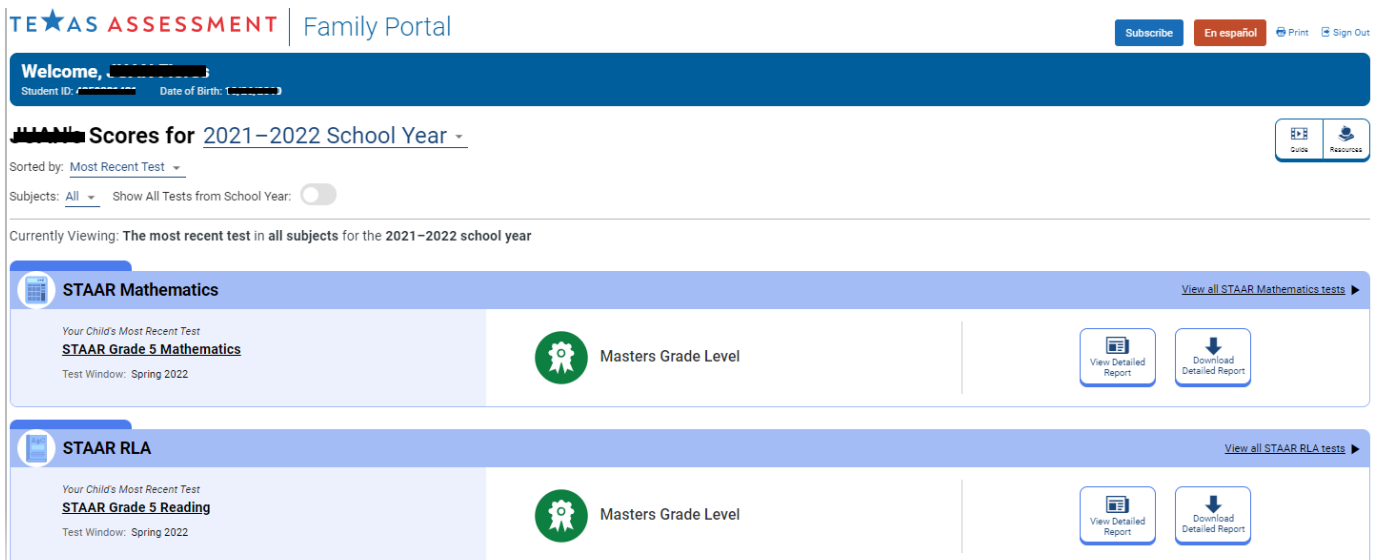 TEXAS ASSESSMENT Family Portal
Subscribe En español Print Sign Out
Welcome,
Student ID: Date of Birth:
Scores for 2021–2022 School Year
Guide Resources
Sorted by: Most Recent Test
Subjects: All Show All Tests from School Year:
Currently Viewing: The most recent test in all subjects for the 2021–2022 school year
STAAR Mathematics View all STAAR Mathematics tests
Your Child's Most Recent Test
STAAR Grade 5 Mathematics
Test Window: Spring 2022
Masters Grade Level
View Detailed
Report
Download
Detailed Report
STAAR RLA View all STAAR RLA tests
Your Child's Most Recent Test
STAAR Grade 5 Reading
Test Window: Spring 2022
Masters Grade Level
View Detailed
Report
Download
Detailed Report